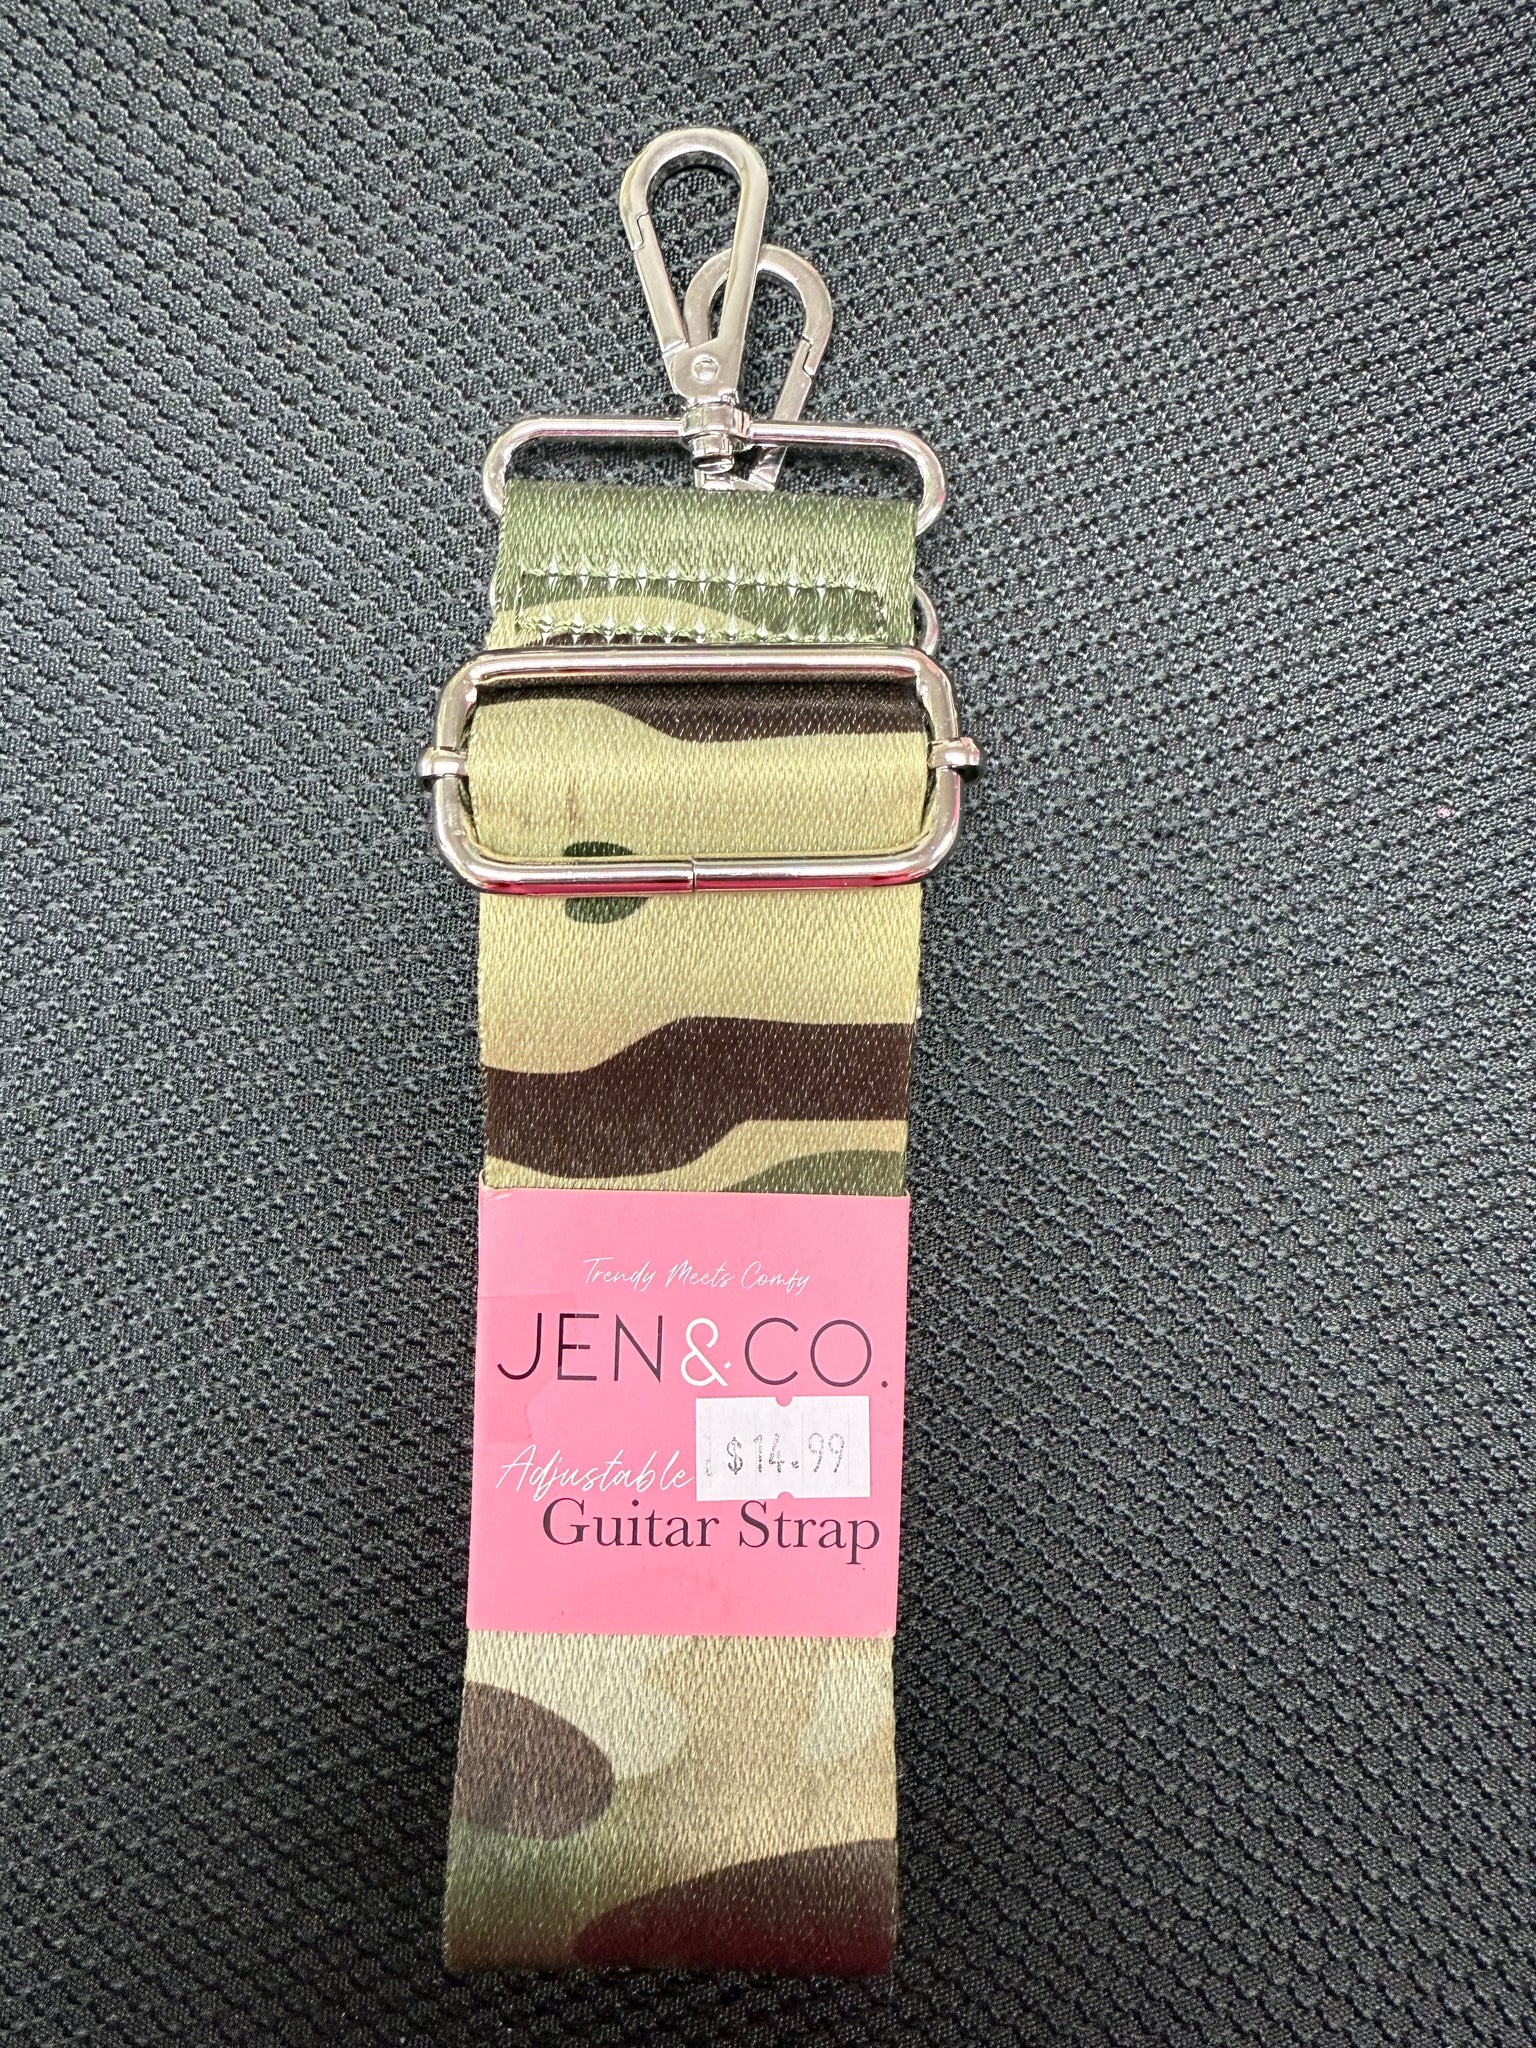 Trendy Meets Comfy
JEN & CO.
$14.99
Adjustable
Guitar Strap